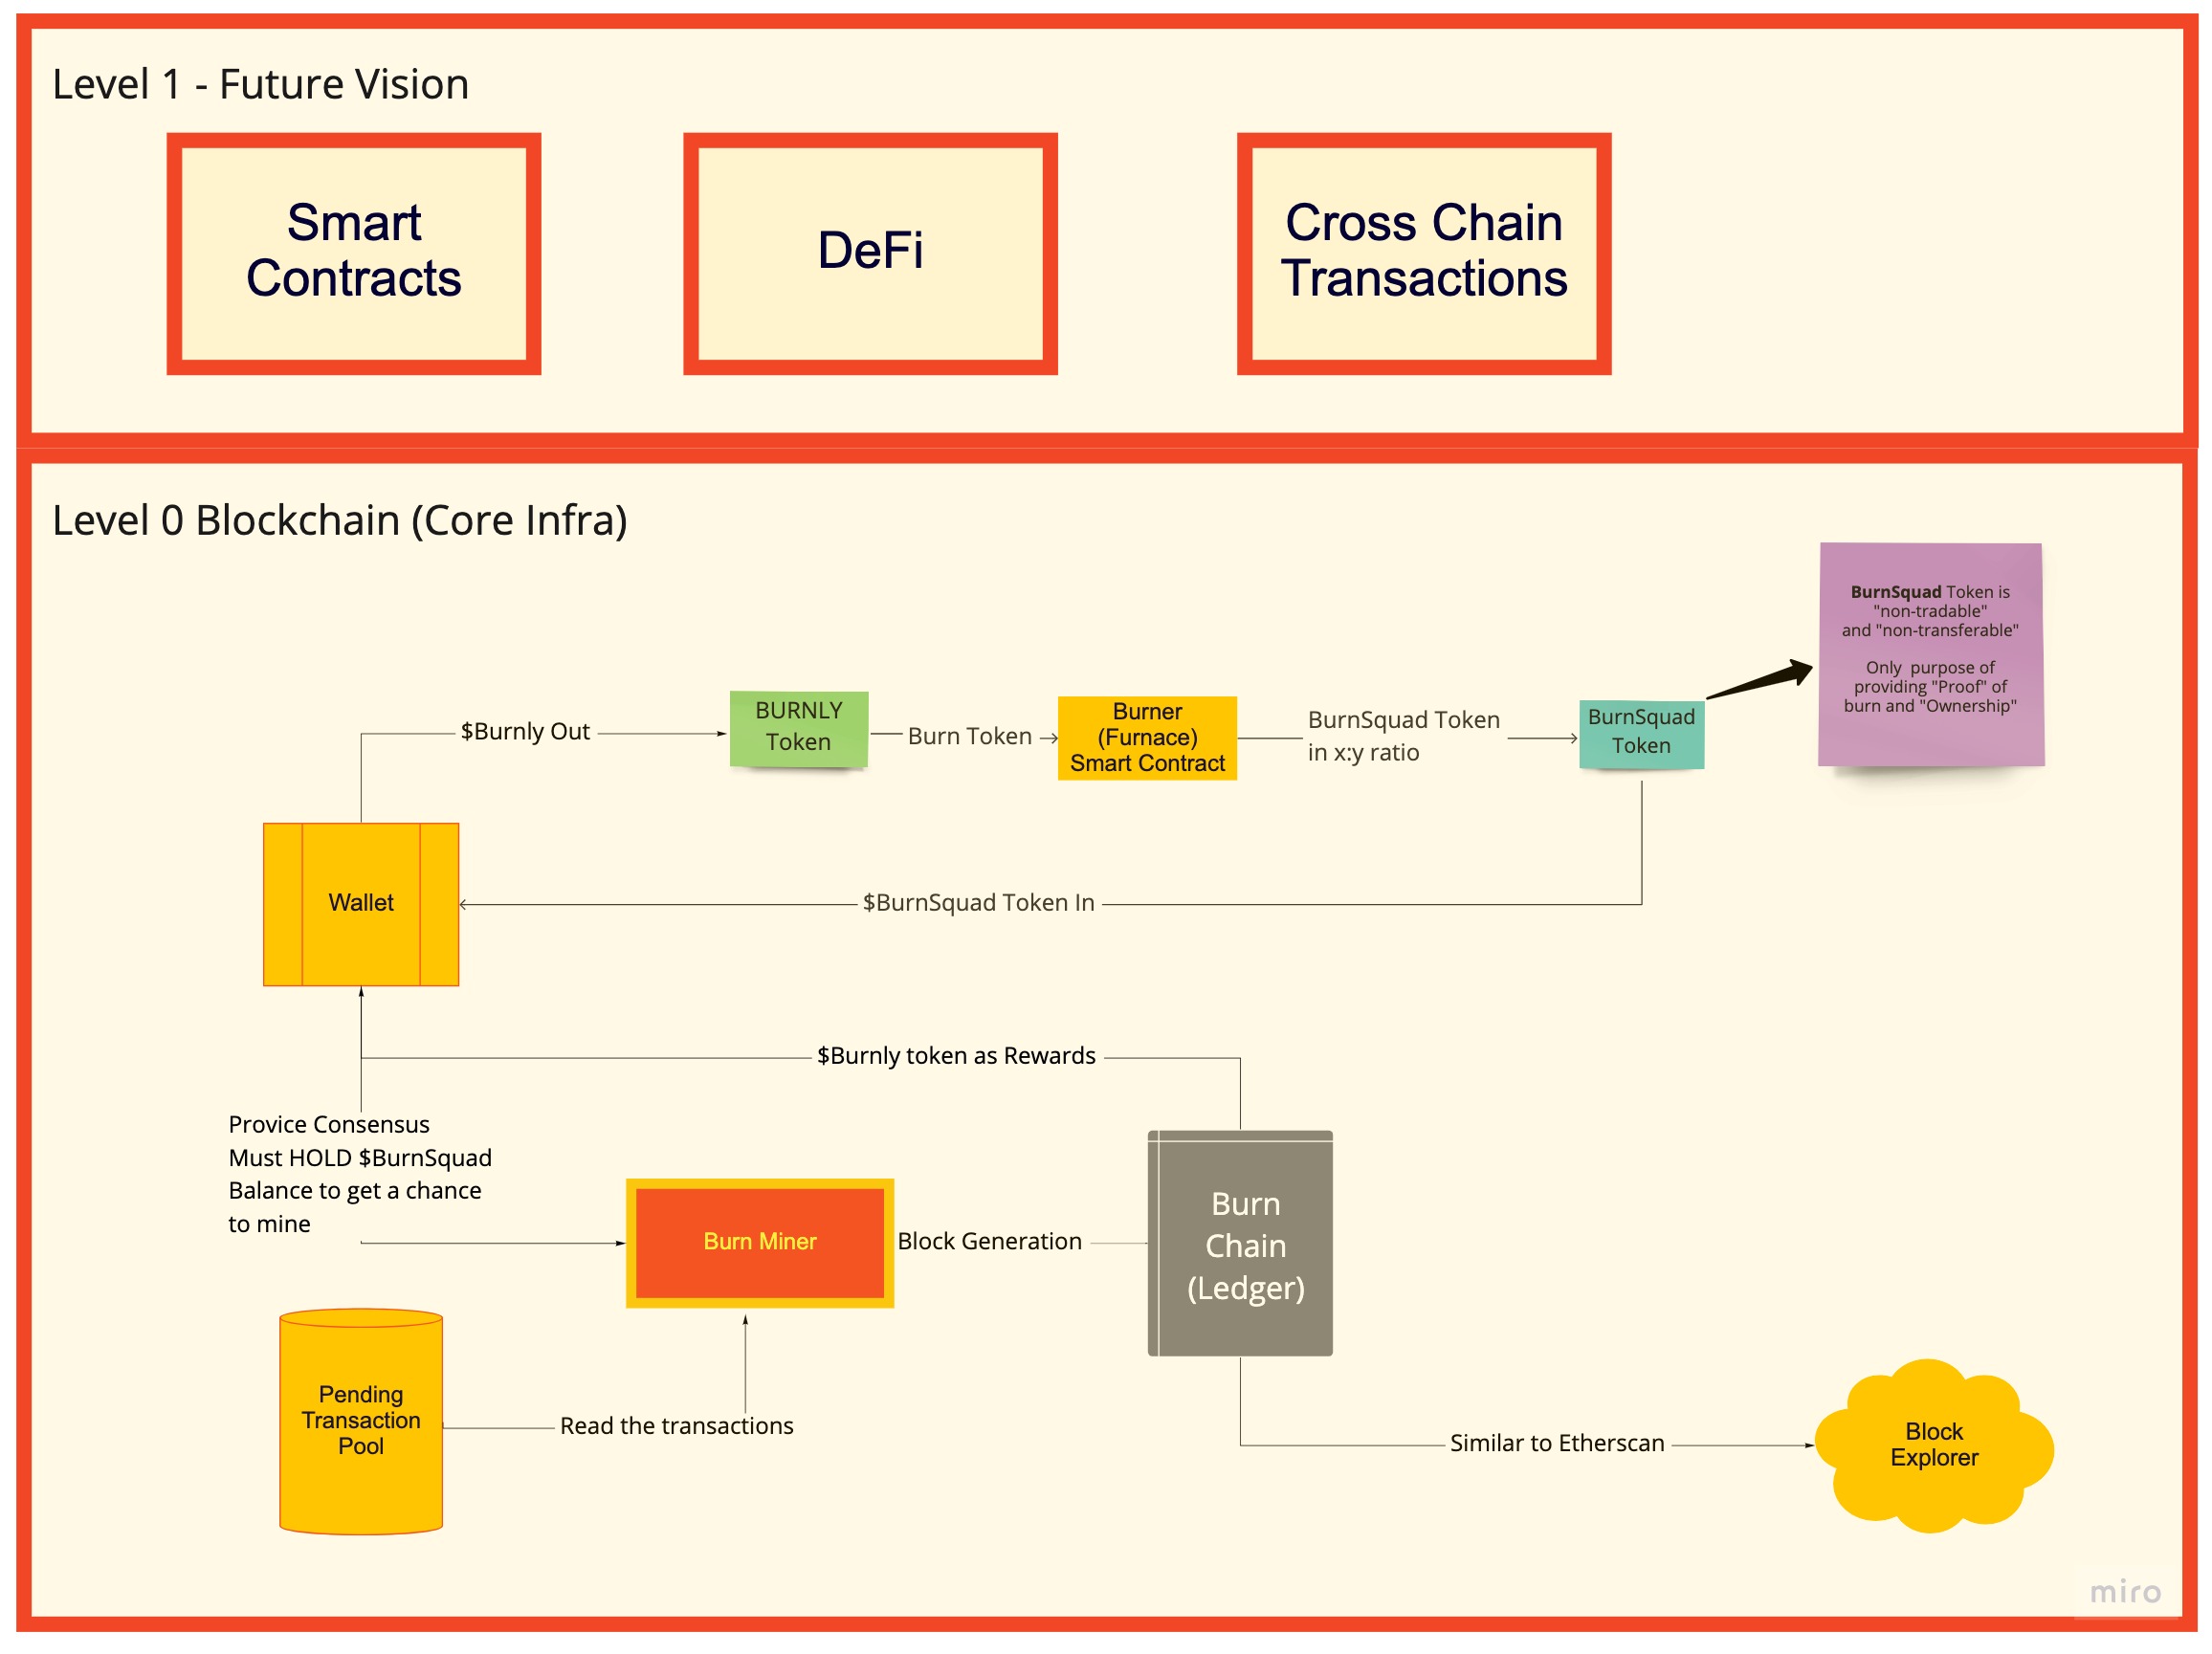 Level 1 - Future Vision
Smart
Contracts
DeFi
Cross Chain
Transactions
Level 0 Blockchain (Core Infra)
BurnSquad Token is
"non-tradable"
and "non-transferable"
Only purpose of
providing "Proof" of
burn and "Ownership"
$Burnly Out
BURNLY
Token
Burn Token
Burner
(Furnace)
Smart Contract
BurnSquad Token
in x:y ratio
BurnSquad
Token
Wallet
$BurnSquad Token In
$Burnly token as Rewards
Provice Consensus
Must HOLD $BurnSquad
Balance to get a chance
to mine
Burn Miner
Block Generation
Burn
Chain
(Ledger)
Pending
Transaction
Pool
Read the transactions
Similar to Etherscan
Block
Explorer
miro